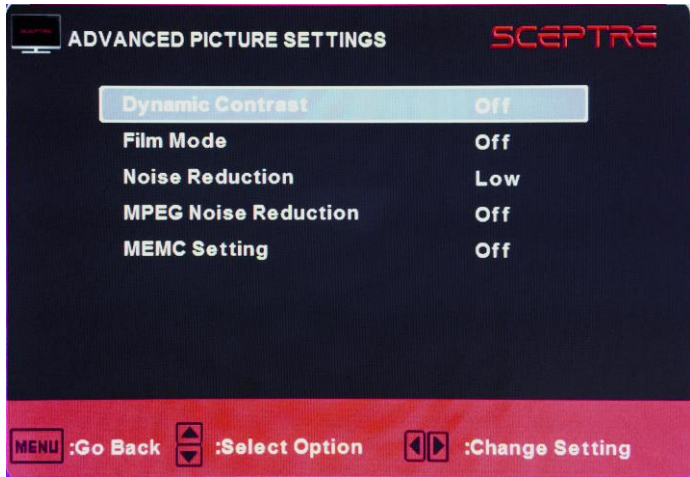 ADVANCED PICTURE SETTINGS SCEPTRE
Dynamic Contrast Off
Film Mode Off
Noise Reduction Low
MPEG Noise Reduction Off
MEMC Setting Off
MENU :Go Back :Select Option :Change Setting